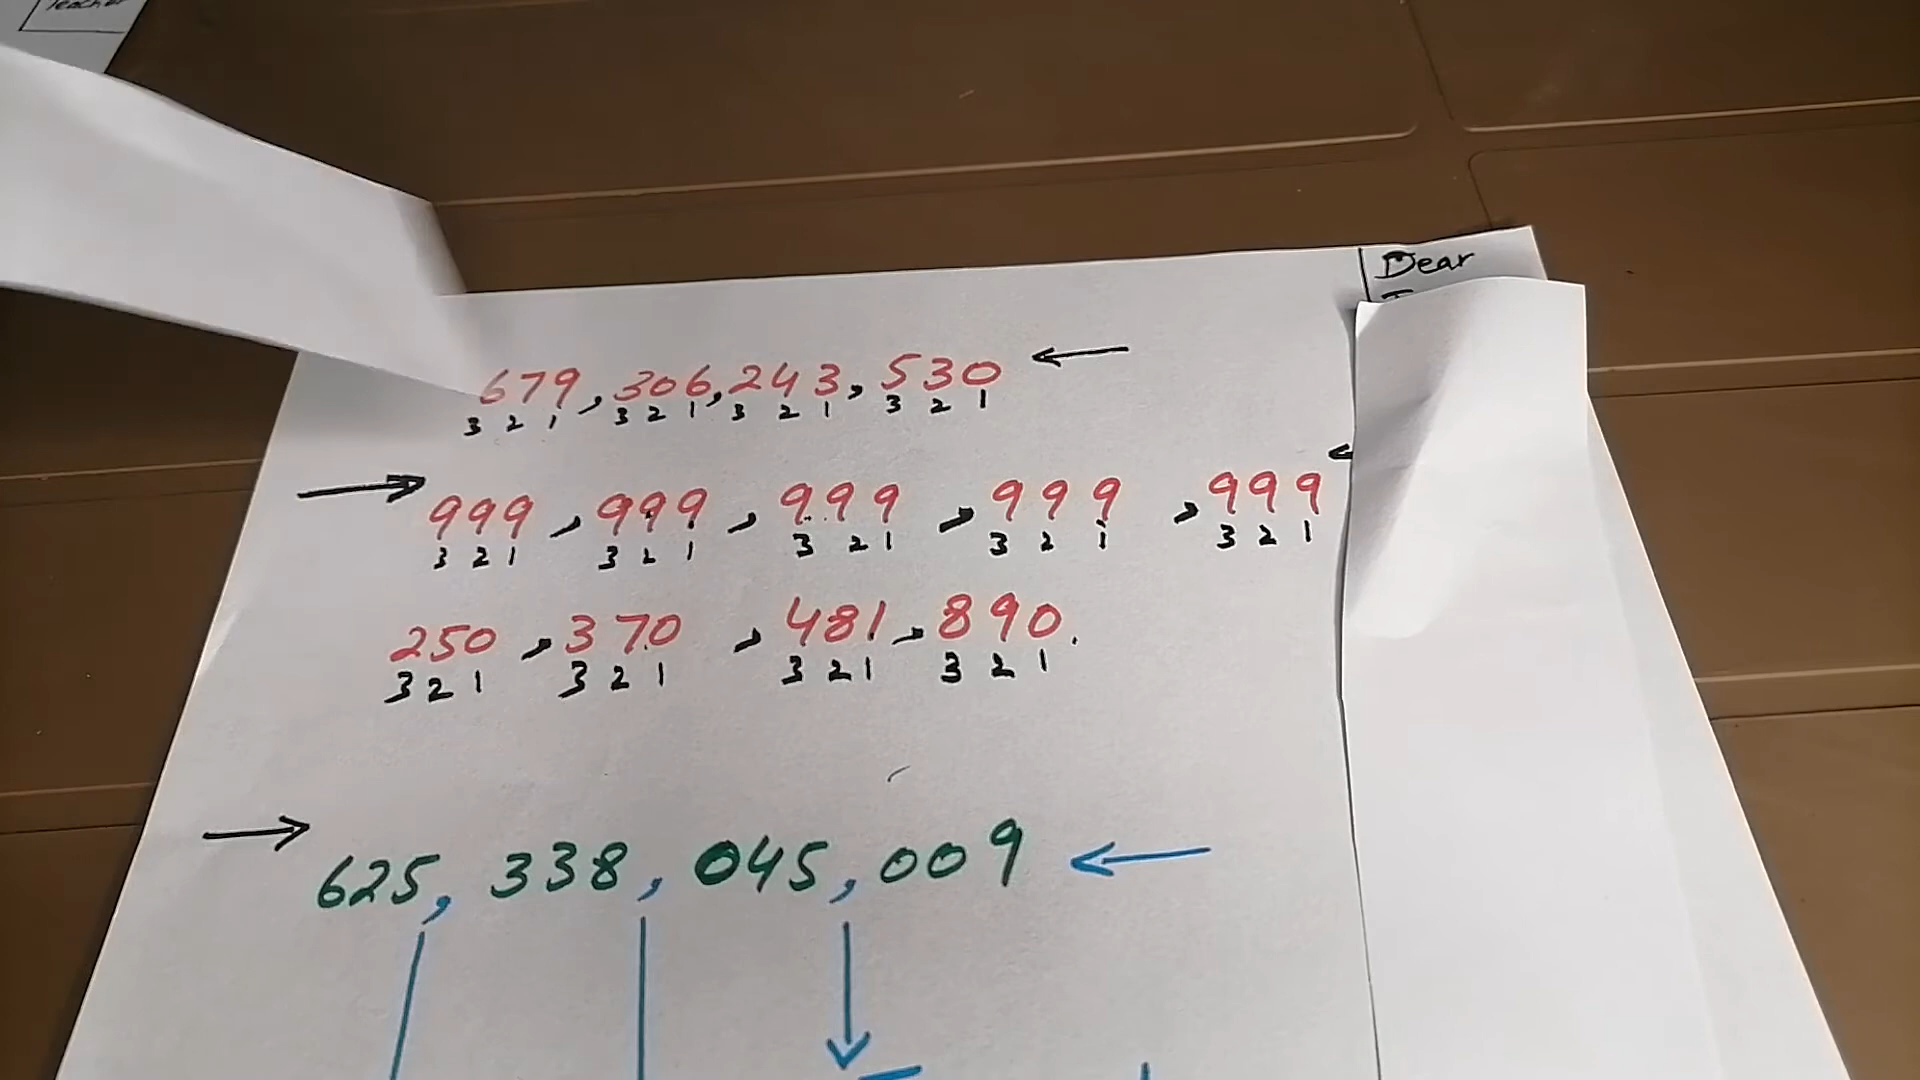 Teacher
Dear
679,306,243,530
3 2 1 3 2 1 3 2 1 3 2 1
999,999,999,999,999
3 2 1 3 2 1 3 2 1 3 2 1 3 2 1
250,370,481,890.
3 2 1 3 2 1 3 2 1 3 2 1
625,338,045,009